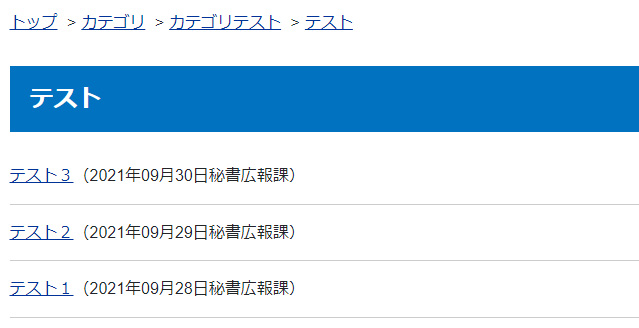 トップ > カテゴリ > カテゴリテスト > テスト
テスト
テスト３（2021年09月30日秘書広報課）
テスト２（2021年09月29日秘書広報課）
テスト１（2021年09月28日秘書広報課）